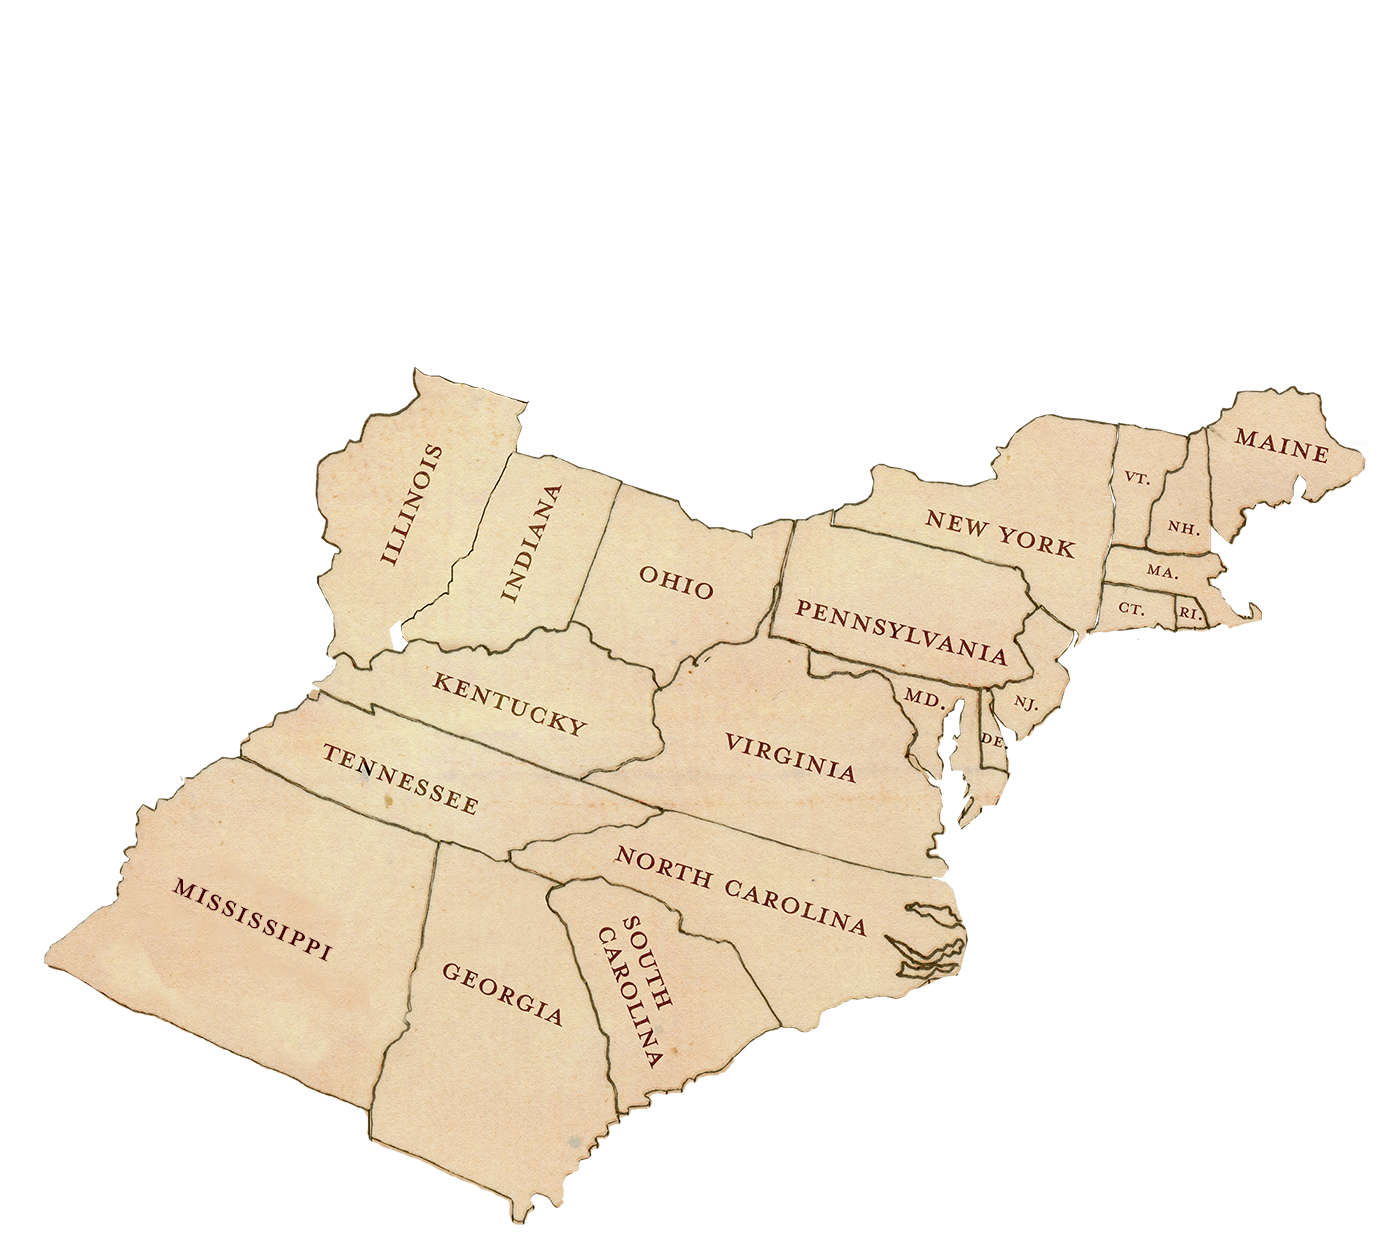 MAINE
VT.
NH.
NEW YORK
MA.
CT.
RI.
ILLINOIS
INDIANA
OHIO
PENNSYLVANIA
NJ.
MD.
DE.
KENTUCKY
VIRGINIA
TENNESSEE
NORTH CAROLINA
MISSISSIPPI
GEORGIA
SOUTH
CAROLINA